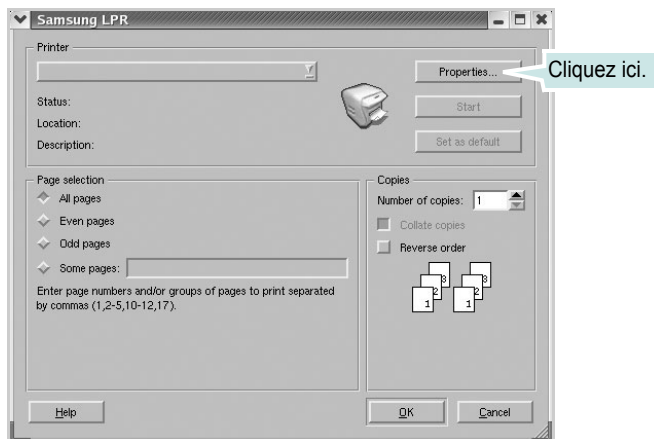 Samsung LPR
Printer
Properties...
Cliquez ici.
Status:
Start
Location:
Description:
Set as default
Page selection
All pages
Even pages
Odd pages
Some pages:
Enter page numbers and/or groups of pages to print separated
by commas (1,2-5,10-12,17).
Copies
Number of copies: 1
Collate copies
Reverse order
3 3
2 2
1 1
Help
OK
Cancel